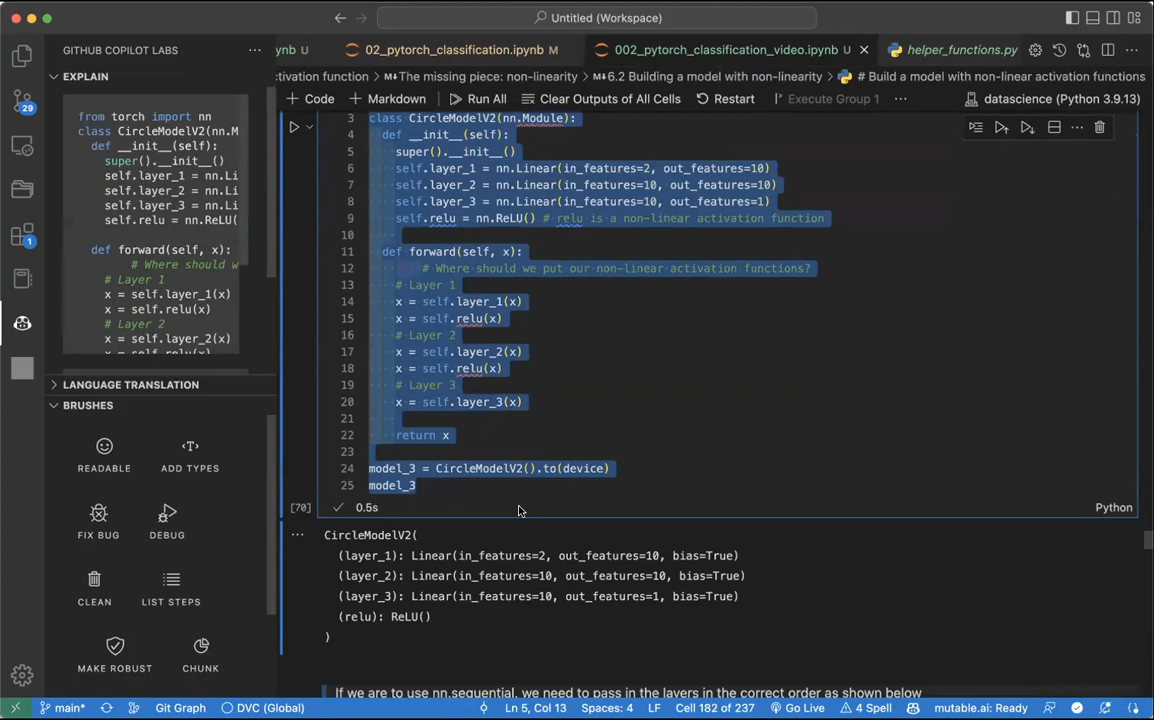 Untitled (Workspace)
GITHUB COPILOT LABS
ynb M
02_pytorch_classification.ipynb M
002_pytorch_classification_video.ipynb U
helper_functions.py
ctivation function > M↓The missing piece: non-linearity > M↓6.2 Building a model with non-linearity > # Build a model with non-linear activation functions?
EXPLAIN
+ Code + Markdown Run All Clear Outputs of All Cells Restart Execute Group 1 ... datascience (Python 3.9.13)
from torch import nn
class CircleModelV2(nn.M
def __init__(self):
super().__init__()
self.layer_1 = nn.Li
self.layer_2 = nn.Li
self.layer_3 = nn.Li
self.relu = nn.ReLU(
def forward(self, x):
# Where should w
# Layer 1
x = self.layer_1(x)
x = self.relu(x)
# Layer 2
x = self.layer_2(x)
x = self.relu(x)
LANGUAGE TRANSLATION
BRUSHES
READABLE ADD TYPES
FIX BUG DEBUG
CLEAN LIST STEPS
MAKE ROBUST CHUNK
3 class CircleModelV2(nn.Module):
4 def __init__(self):
5 super().__init__()
6 self.layer_1 = nn.Linear(in_features=2, out_features=10)
7 self.layer_2 = nn.Linear(in_features=10, out_features=10)
8 self.layer_3 = nn.Linear(in_features=10, out_features=1)
9 self.relu = nn.ReLU() # relu is a non-linear activation function
10
11 def forward(self, x):
12 # Where should we put our non-linear activation functions?
13 # Layer 1
14 x = self.layer_1(x)
15 x = self.relu(x)
16 # Layer 2
17 x = self.layer_2(x)
18 x = self.relu(x)
19 # Layer 3
20 x = self.layer_3(x)
21
22 return x
23
24 model_3 = CircleModelV2().to(device)
25 model_3
[70] 0.5s Python
CircleModelV2(
(layer_1): Linear(in_features=2, out_features=10, bias=True)
(layer_2): Linear(in_features=10, out_features=10, bias=True)
(layer_3): Linear(in_features=10, out_features=1, bias=True)
(relu): ReLU()
)
If we are to use nn.sequential, we need to pass in the layers in the correct order as shown below
29
1
main* Git Graph DVC (Global) Ln 5, Col 13 Spaces: 4 LF Cell 182 of 237 Go Live 4 Spell mutable.ai: Ready